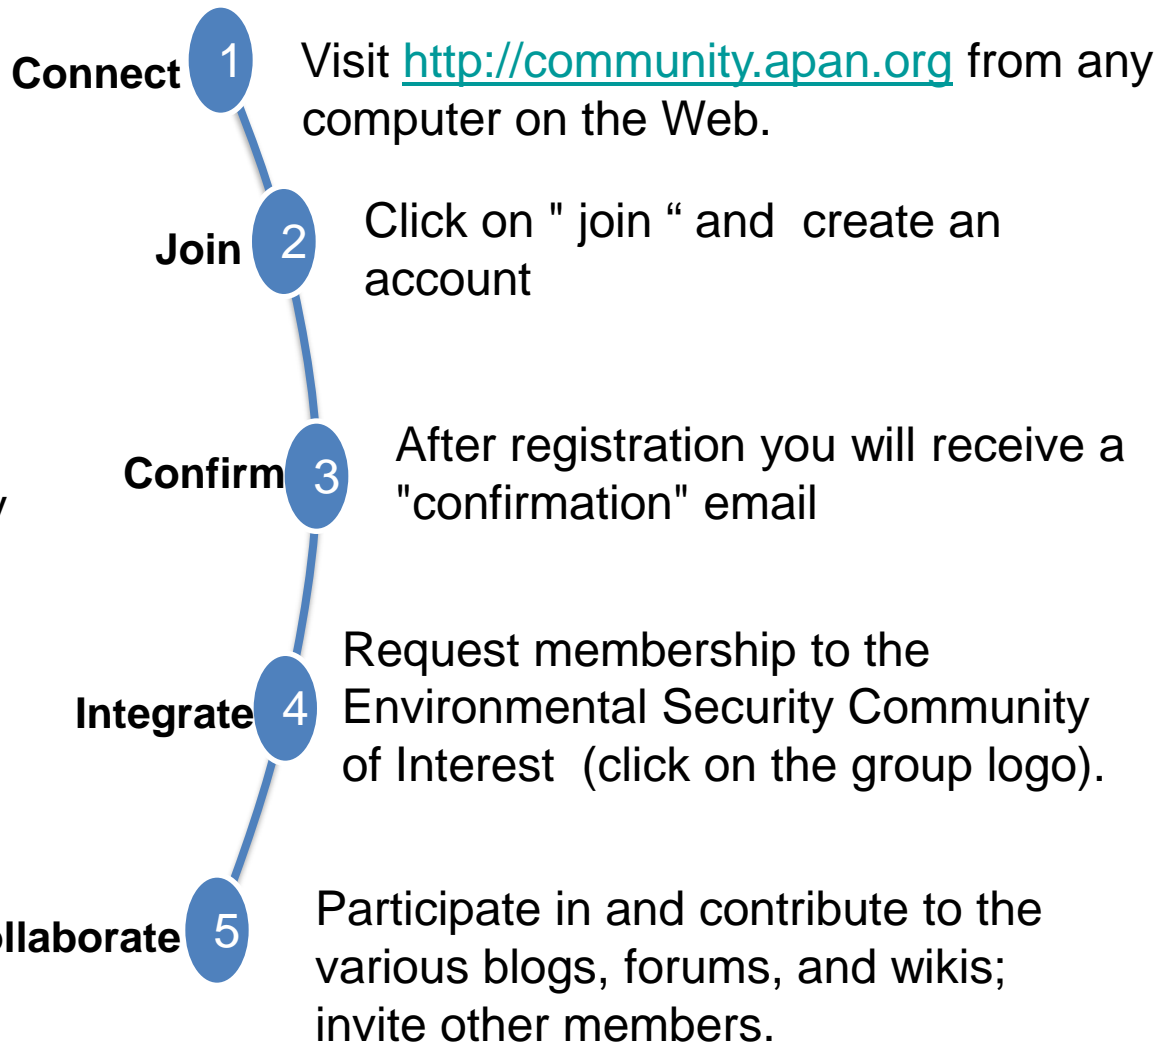 Connect 1 Visit http://community.apan.org from any
computer on the Web.
Join 2 Click on " join “ and create an
account
Confirm 3 After registration you will receive a
"confirmation" email
Integrate 4 Request membership to the
Environmental Security Community
of Interest (click on the group logo).
ollaborate 5 Participate in and contribute to the
various blogs, forums, and wikis;
invite other members.